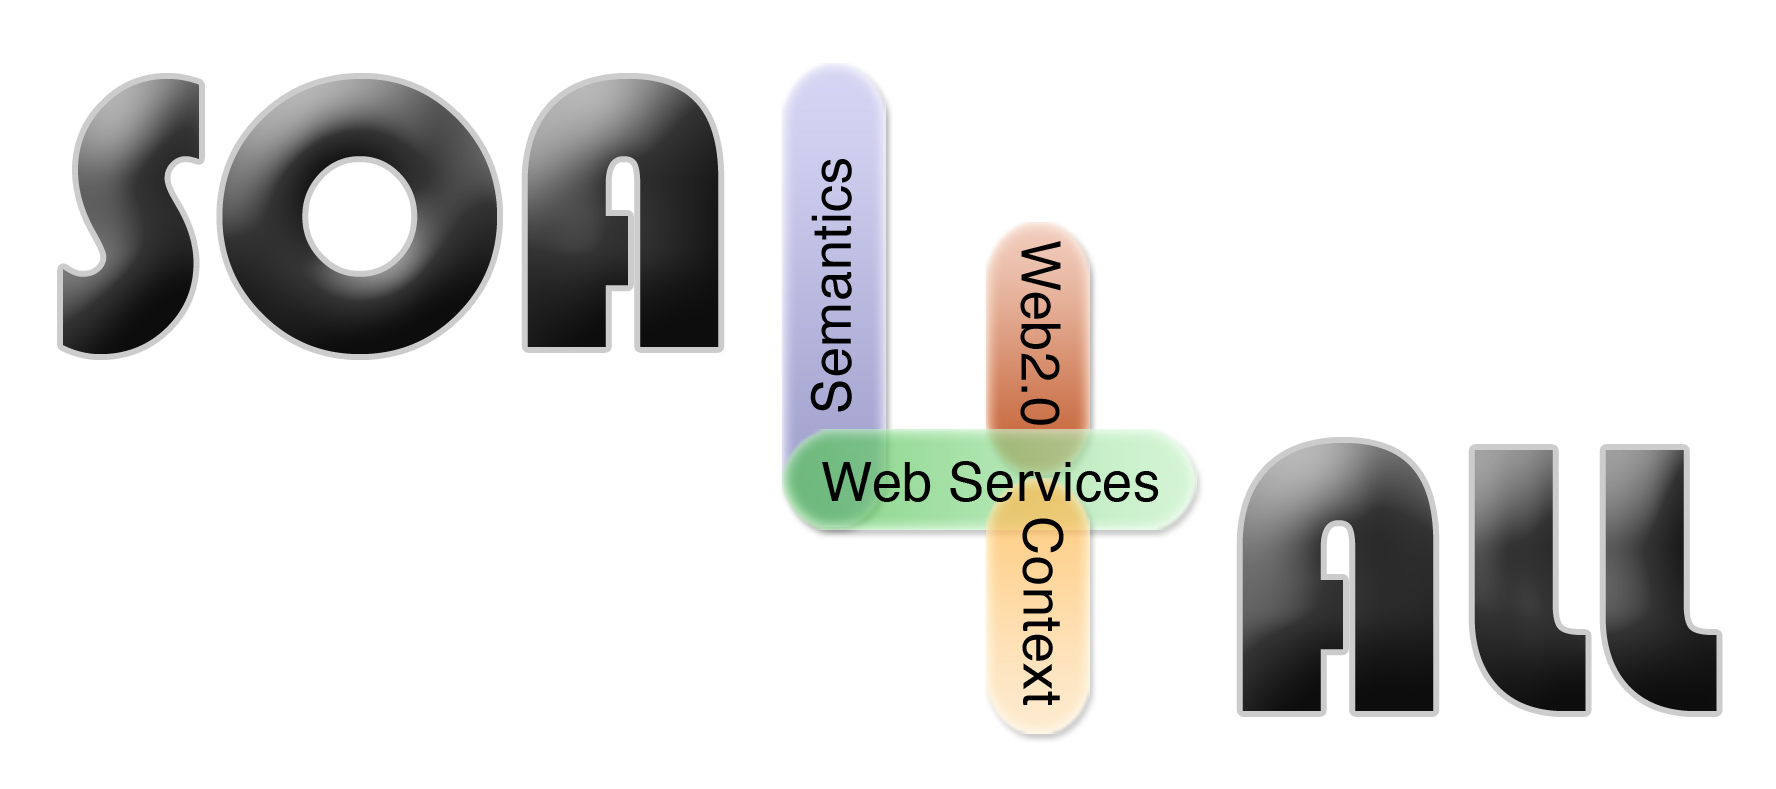 SOA
Semantics
Web2.0
Web Services
Context
ALL